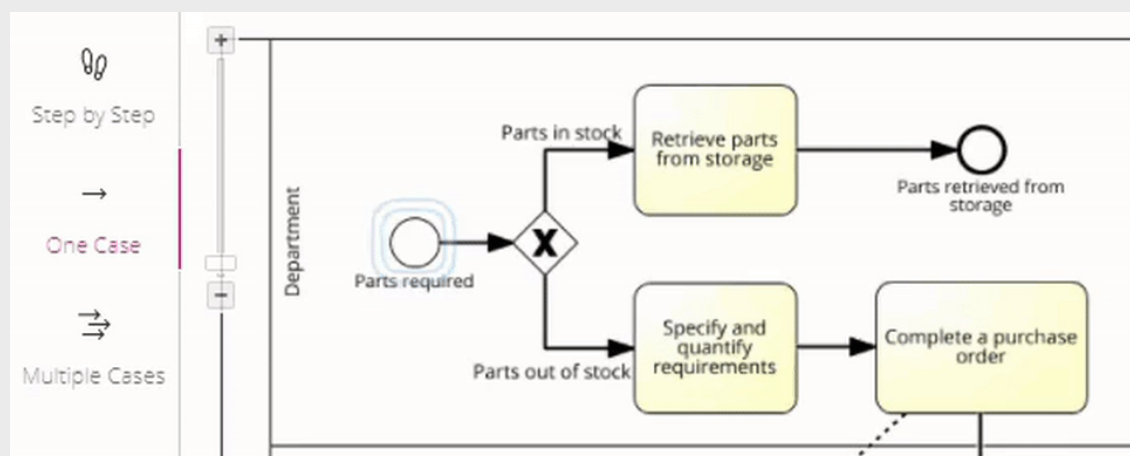 Step by Step
One Case
Multiple Cases
Department
Parts required
X
Parts in stock
Retrieve parts
from storage
Parts retrieved from
storage
Parts out of stock
Specify and
quantify
requirements
Complete a purchase
order